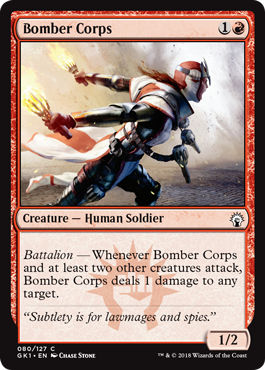 Bomber Corps 1
Creature — Human Soldier
Battalion — Whenever Bomber Corps
and at least two other creatures attack,
Bomber Corps deals 1 damage to any
target.
“Subtlety is for lawmages and spies.”
1/2
080/127 C
GK1 • EN Chase Stone
™ & © 2018 Wizards of the Coast